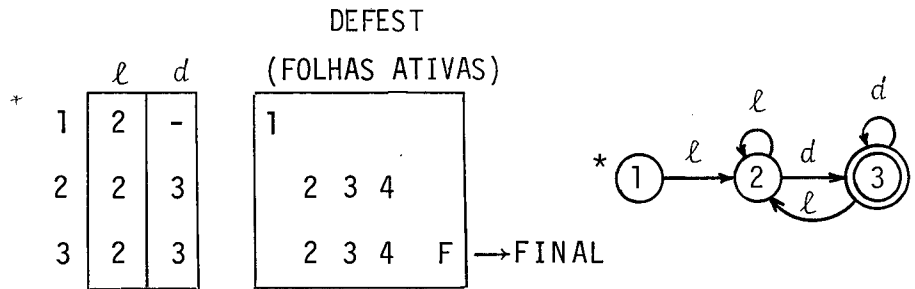 DEFEST
ℓ d (FOLHAS ATIVAS)
* 1 2 - 1
2 2 3 2 3 4
3 2 3 2 3 4 F →FINAL
ℓ d
* 1 ℓ 2 d 3
ℓ